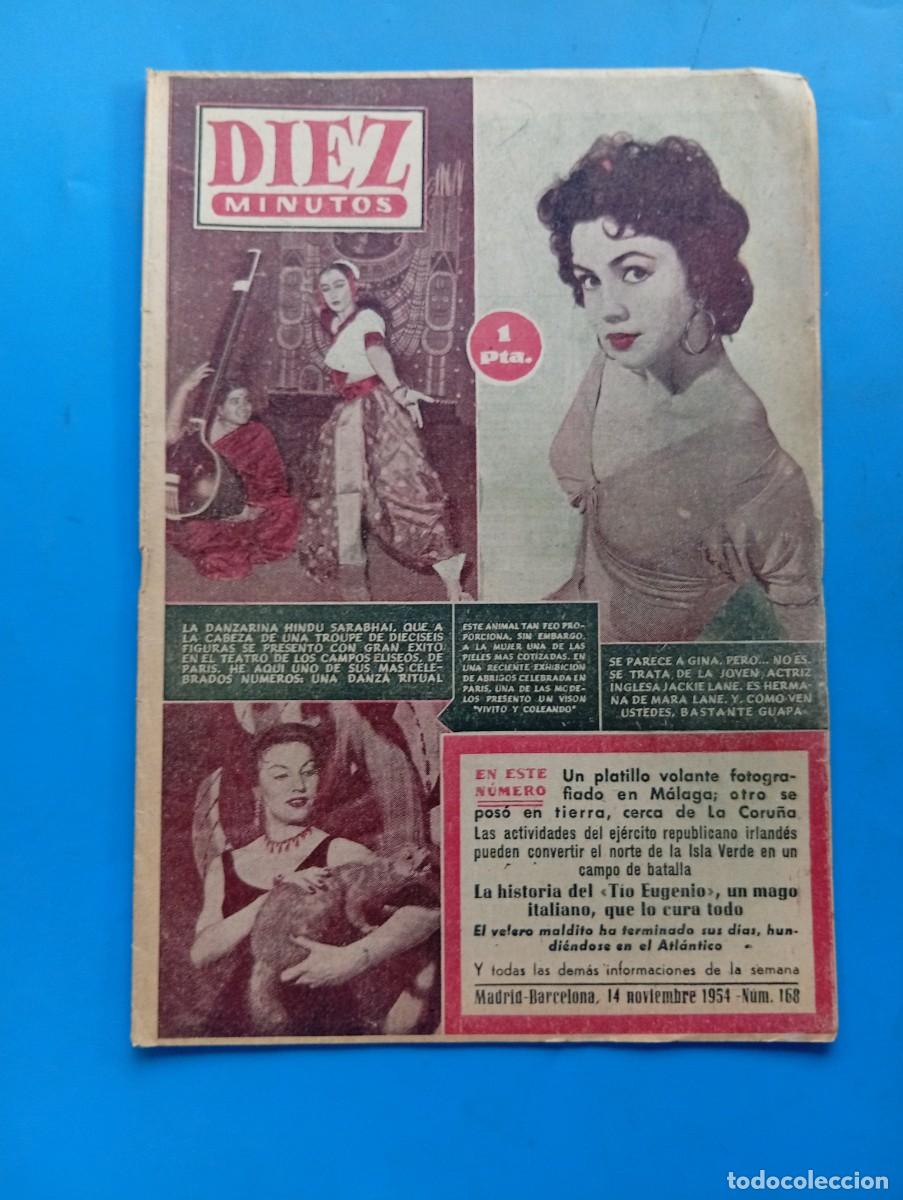 DIEZ
MINUTOS
1
Pta.
LA DANZARINA HINDU SARABHAI, QUE A
LA CABEZA DE UNA TROUPE DE DIECISEIS
FIGURAS SE PRESENTO CON GRAN EXITO
EN EL TEATRO DE LOS CAMPOS ELISEOS, DE
PARIS. HE AQUI UNO DE SUS MAS CELE-
BRADOS NUMEROS: UNA DANZA RITUAL
ESTE ANIMAL TAN FEO PRO-
PORCIONA, SIN EMBARGO,
A LA MUJER UNA DE LAS
PIELES MAS COTIZADAS. EN
UNA RECIENTE EXHIBICION
DE ABRIGOS CELEBRADA EN
PARIS, UNA DE LAS MODE-
LOS PRESENTO UN VISON
"VIVITO Y COLEANDO"
SE PARECE A GINA, PERO... NO ES.
SE TRATA DE LA JOVEN ACTRIZ
INGLESA JACKIE LANE. ES HERMA-
NA DE MARA LANE. Y, COMO VEN
USTEDES, BASTANTE GUAPA
EN ESTE
NÚMERO
Un platillo volante fotogra-
fiado en Málaga; otro se
posó en tierra, cerca de La Coruña
Las actividades del ejército republicano irlandés
pueden convertir el norte de la Isla Verde en un
campo de batalla
La historia del «Tío Eugenio», un mago
italiano, que lo cura todo
El velero maldito ha terminado sus días, hun-
diéndose en el Atlántico
Y todas las demás informaciones de la semana
Madrid-Barcelona, 14 noviembre 1954 - Núm. 168
todocoleccion